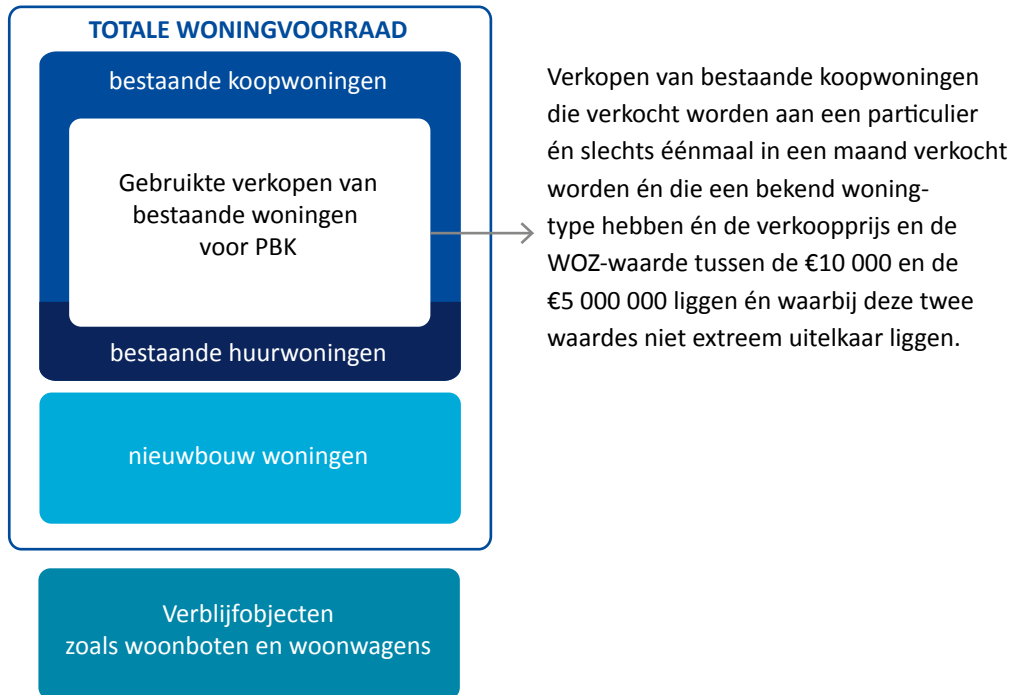 TOTALE WONINGVOORRAAD
bestaande koopwoningen
Gebruikte verkopen van
bestaande woningen
voor PBK
bestaande huurwoningen
nieuwbouw woningen
Verblijfobjecten
zoals woonboten en woonwagens
Verkopen van bestaande koopwoningen
die verkocht worden aan een particulier
én slechts éénmaal in een maand verkocht
worden én die een bekend woning-
type hebben én de verkoopprijs en de
WOZ-waarde tussen de €10 000 en de
€5 000 000 liggen én waarbij deze twee
waardes niet extreem uitelkaar liggen.